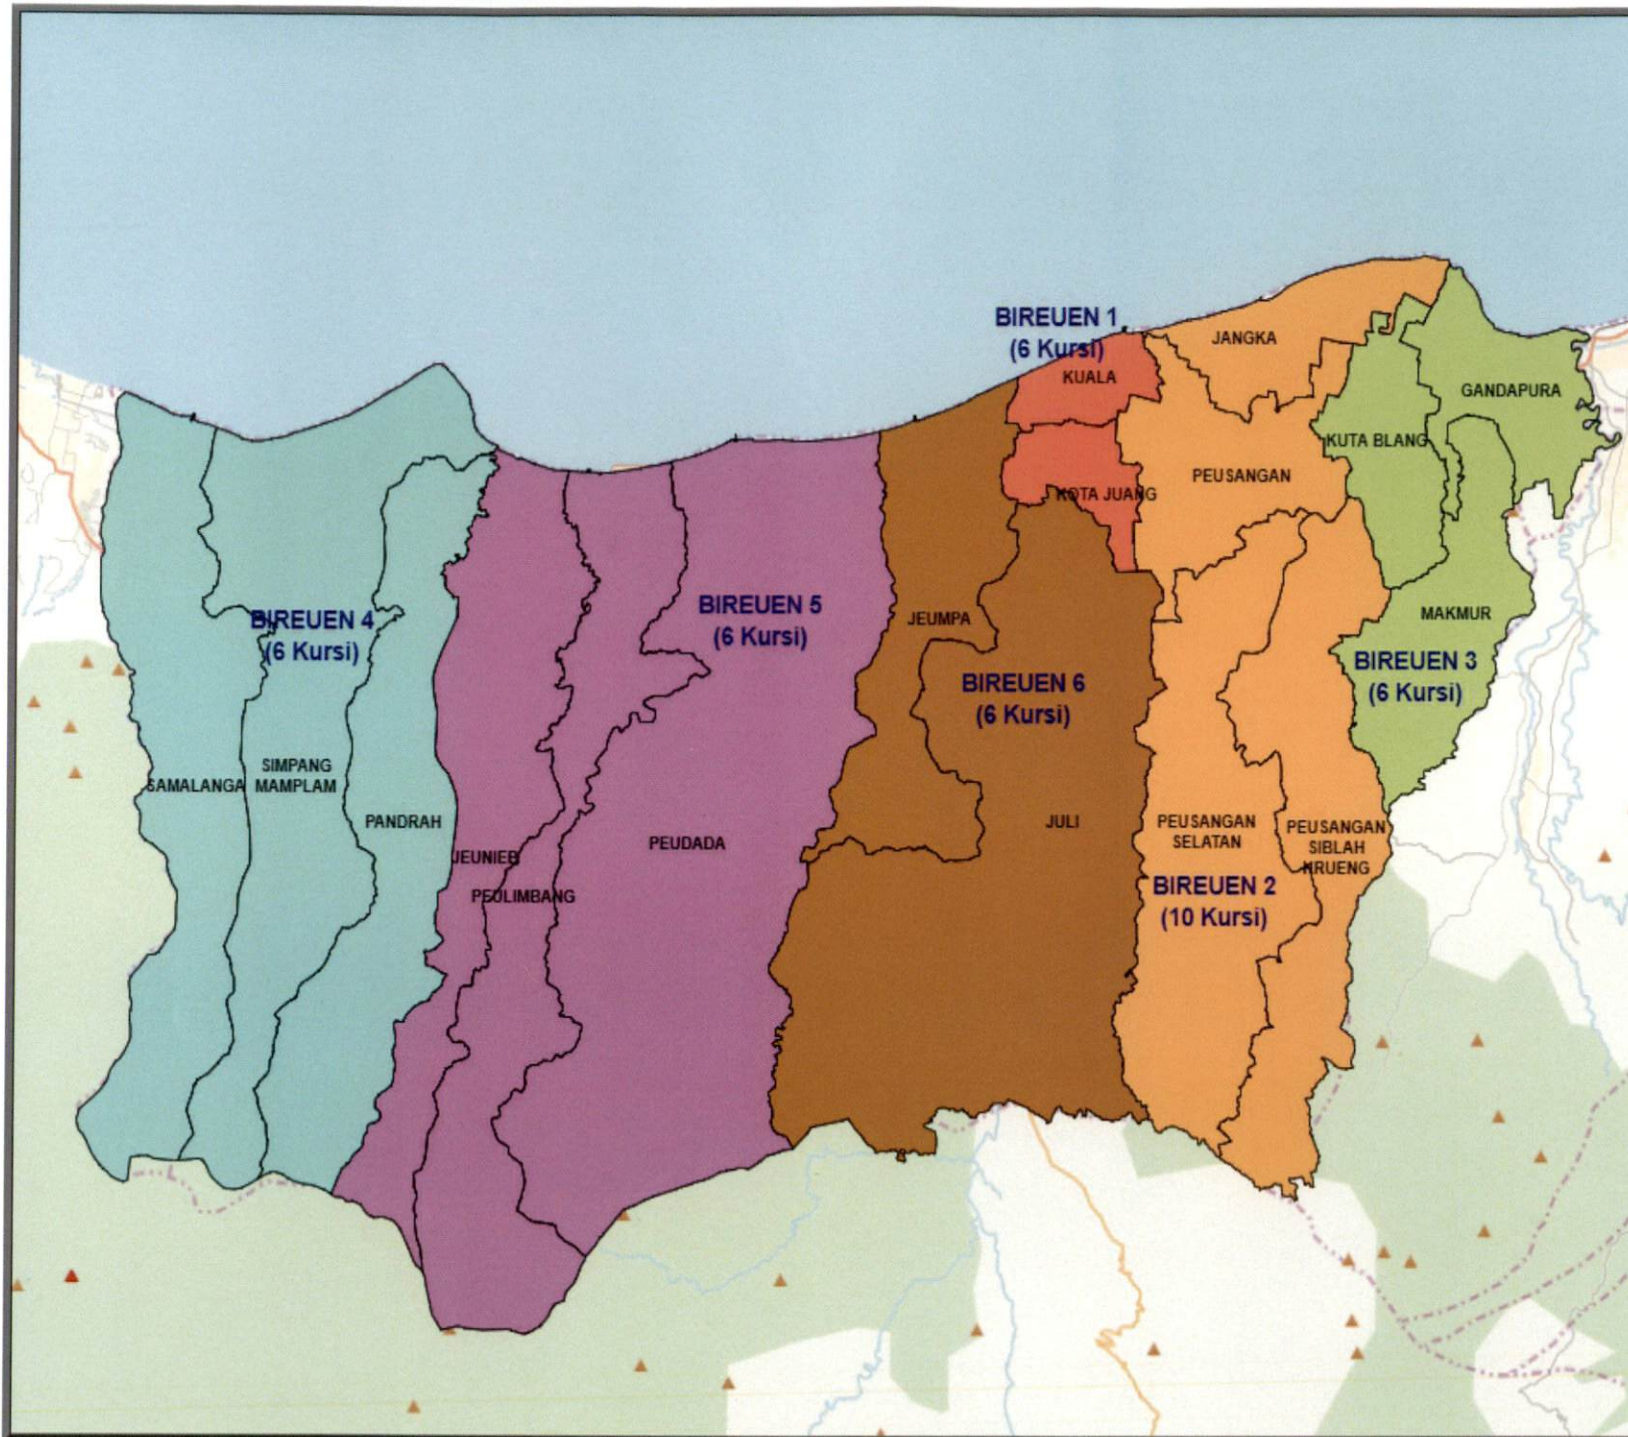 BIREUEN 1
(6 Kursi)
KUALA
JANGKA
GANDAPURA
KUTA BLANG
PEUSANGAN
KOTA JUANG
BIREUEN 4
(6 Kursi)
BIREUEN 5
(6 Kursi)
JEUMPA
MAKMUR
BIREUEN 3
(6 Kursi)
BIREUEN 6
(6 Kursi)
SAMALANGA
SIMPANG
MAMPLAM
PANDRAH
JEUNIEB
PEULIMBANG
PEUDADA
JULI
PEUSANGAN
SELATAN
PEUSANGAN
SIBLAH
KRUENG
BIREUEN 2
(10 Kursi)